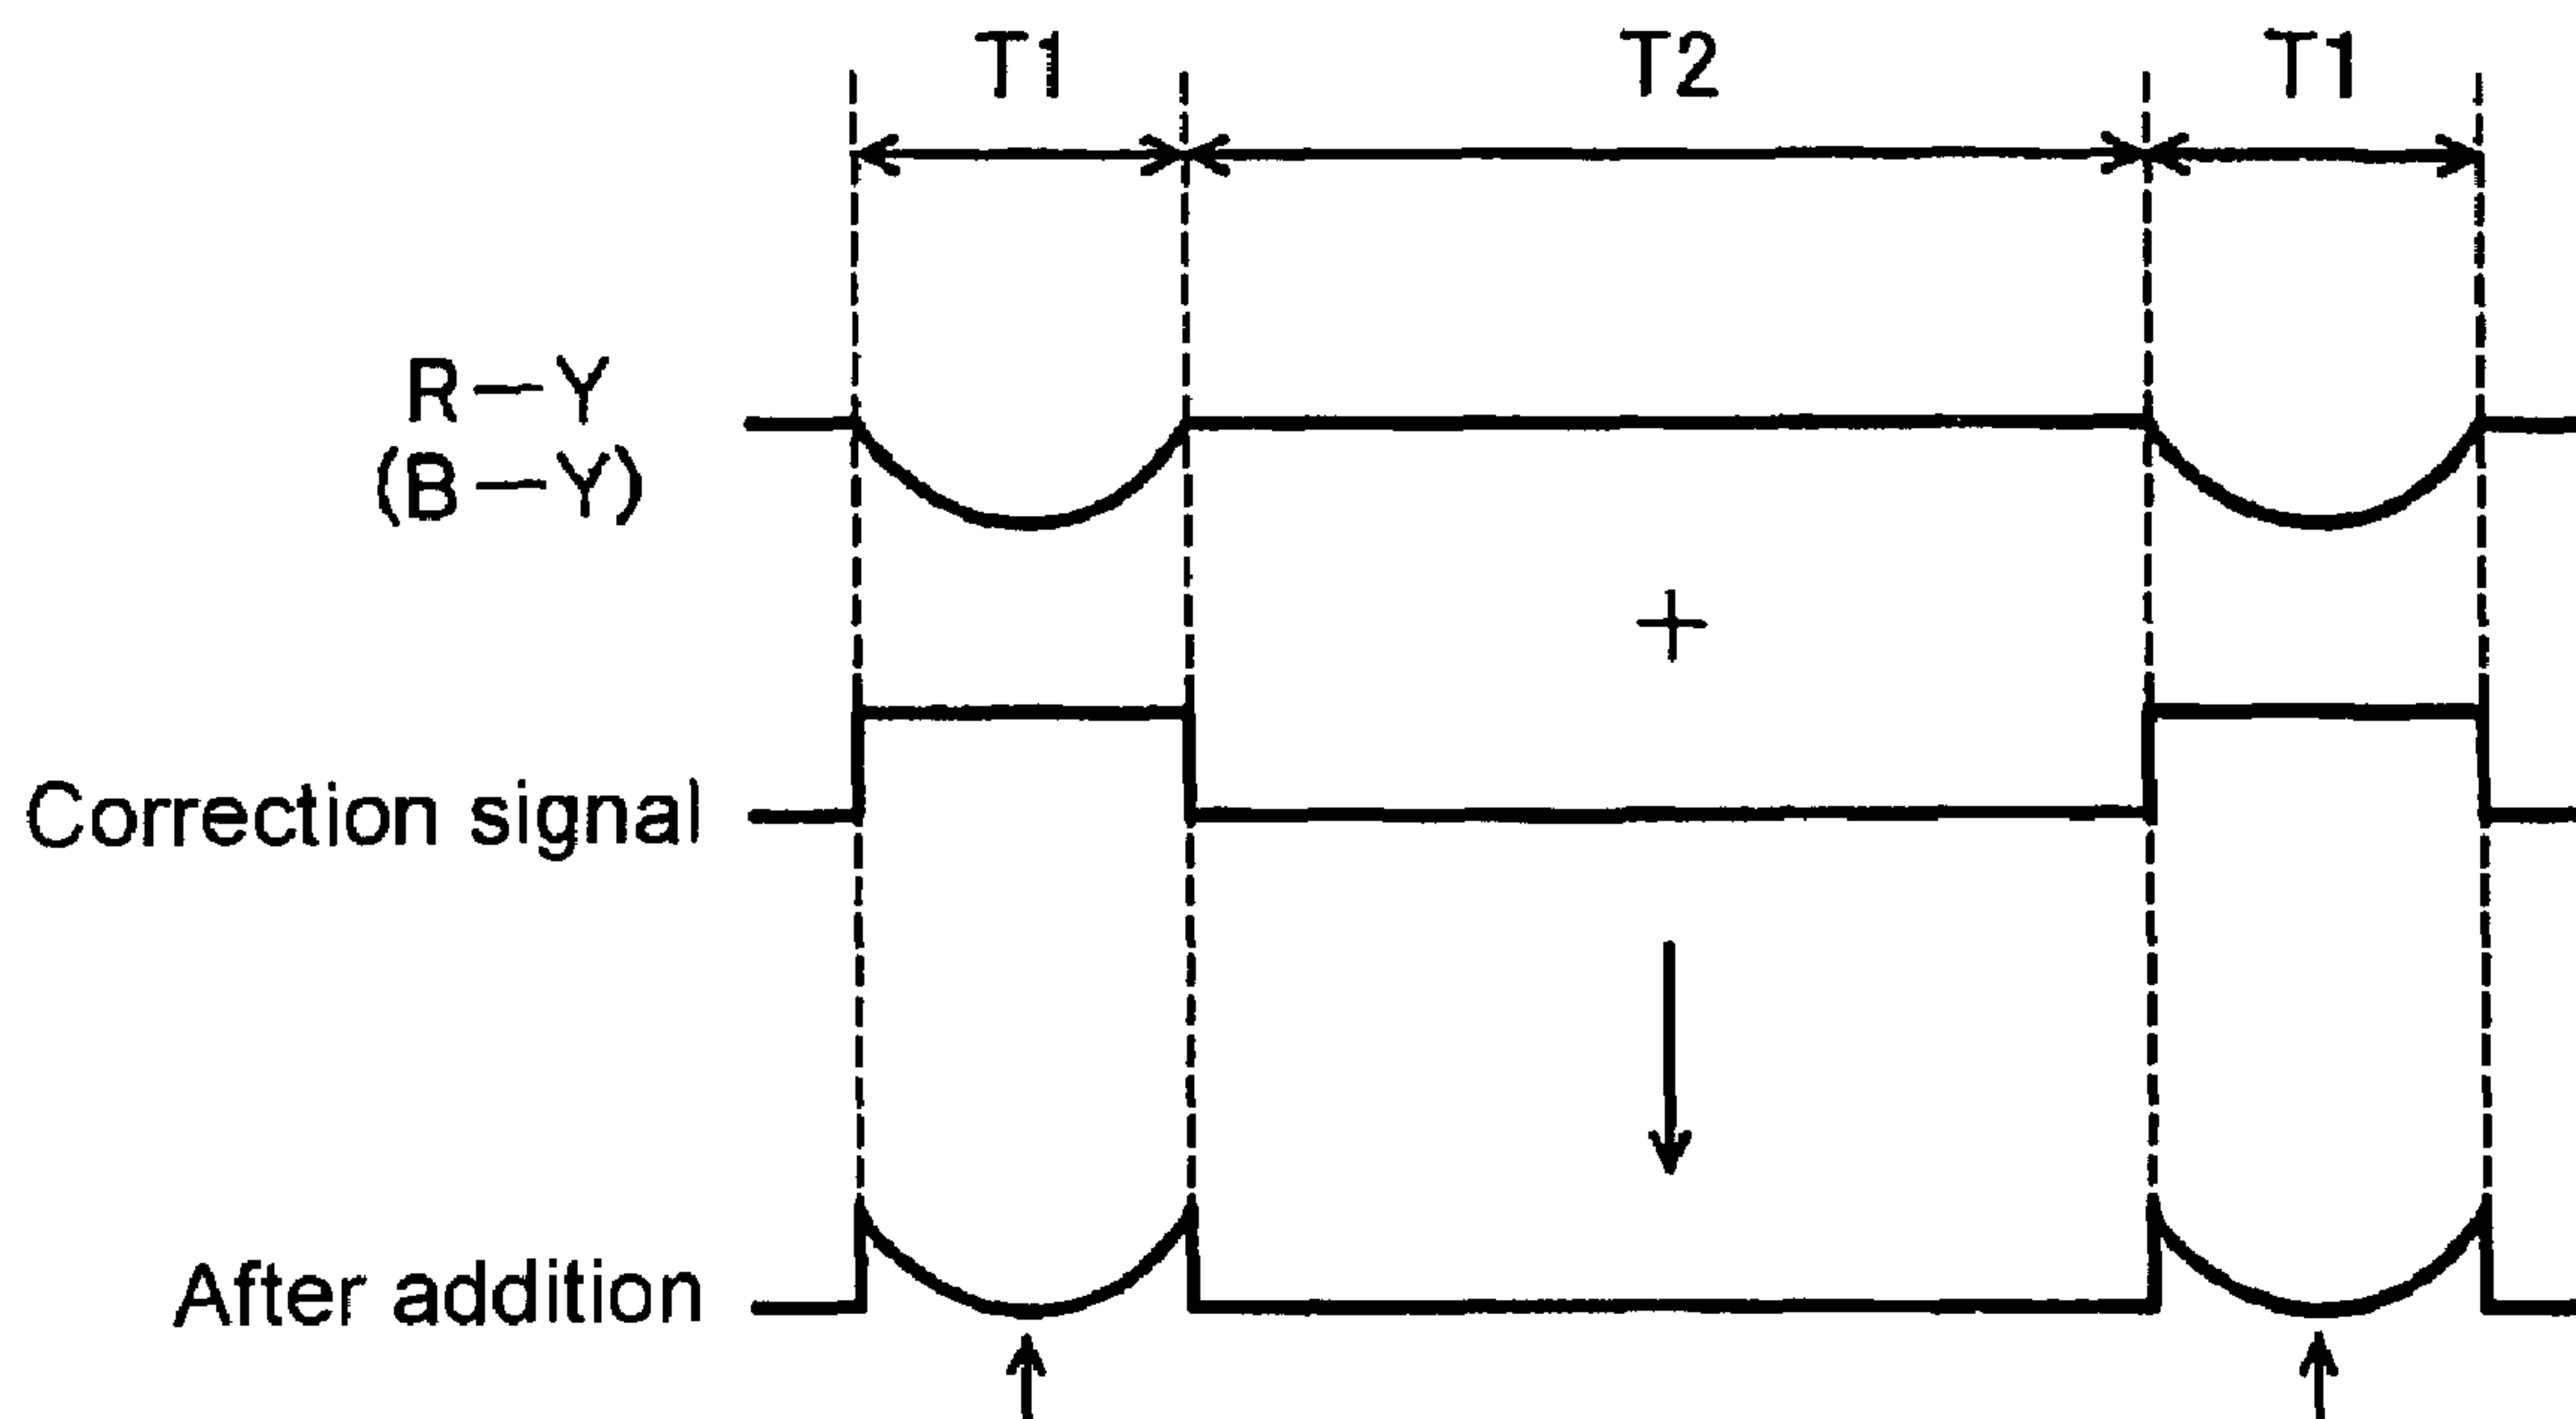 T1 T2 T1
R－Y
(B－Y)
+
Correction signal
After addition